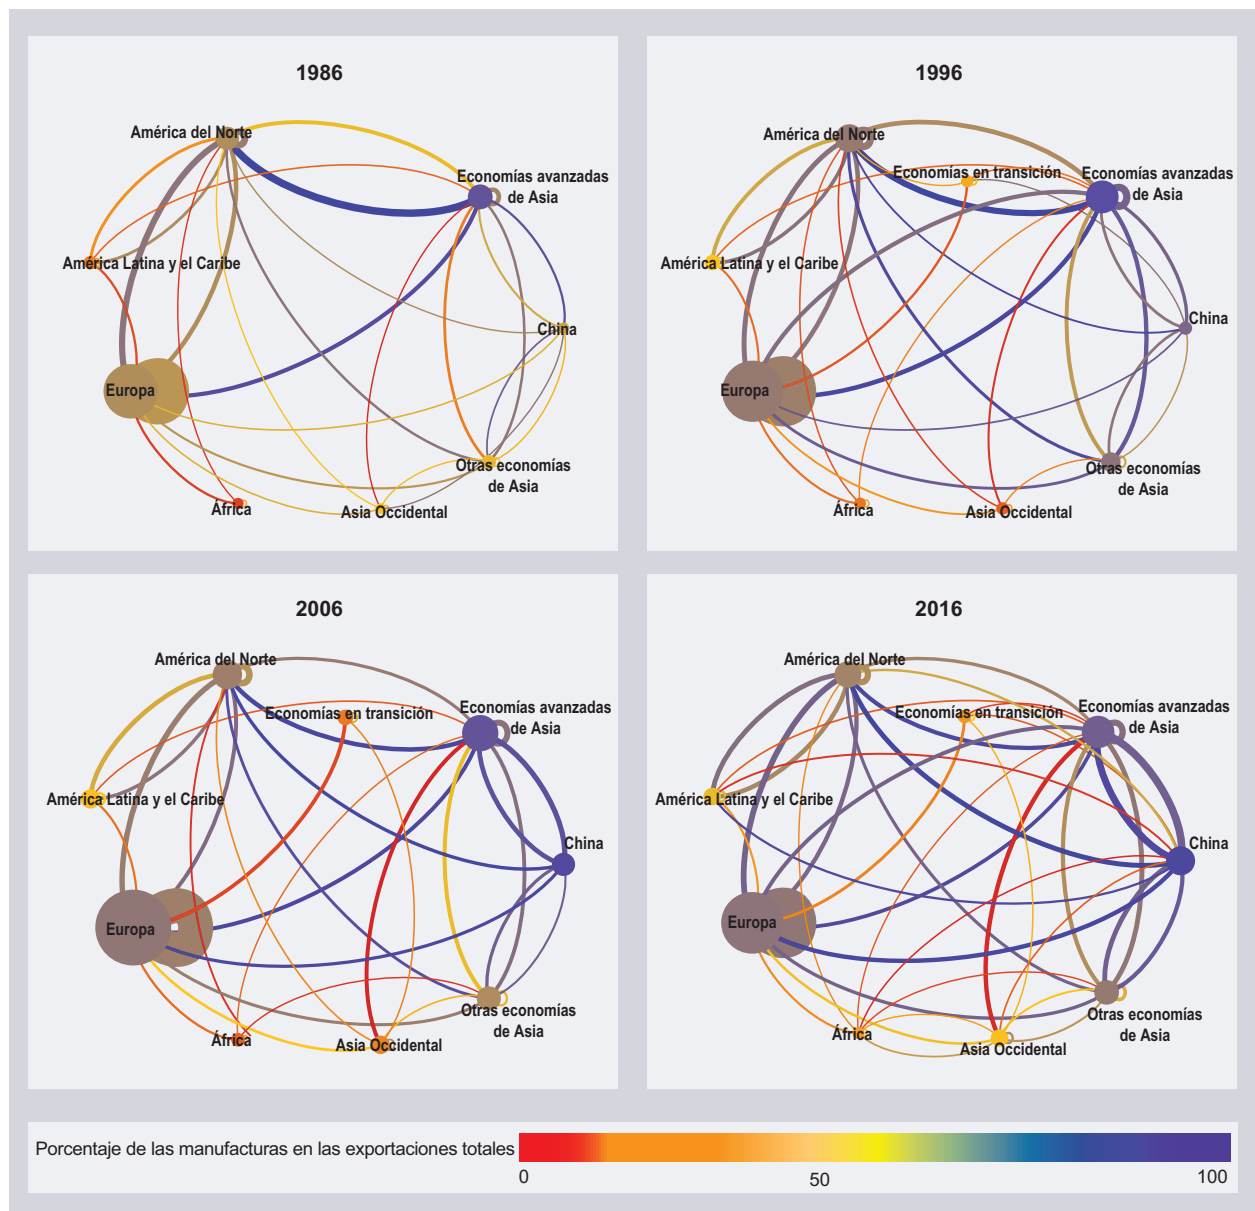 1986
América del Norte
Economías avanzadas
de Asia
América Latina y el Caribe
China
Europa
Otras economías
de Asia
África
Asia Occidental
1996
América del Norte
Economías en transición
Economías avanzadas
de Asia
América Latina y el Caribe
China
Europa
Otras economías
de Asia
África
Asia Occidental
2006
América del Norte
Economías en transición
Economías avanzadas
de Asia
América Latina y el Caribe
China
Europa
Otras economías
de Asia
África
Asia Occidental
2016
América del Norte
Economías en transición
Economías avanzadas
de Asia
América Latina y el Caribe
China
Europa
Otras economías
de Asia
África
Asia Occidental
Porcentaje de las manufacturas en las exportaciones totales
0
50
100